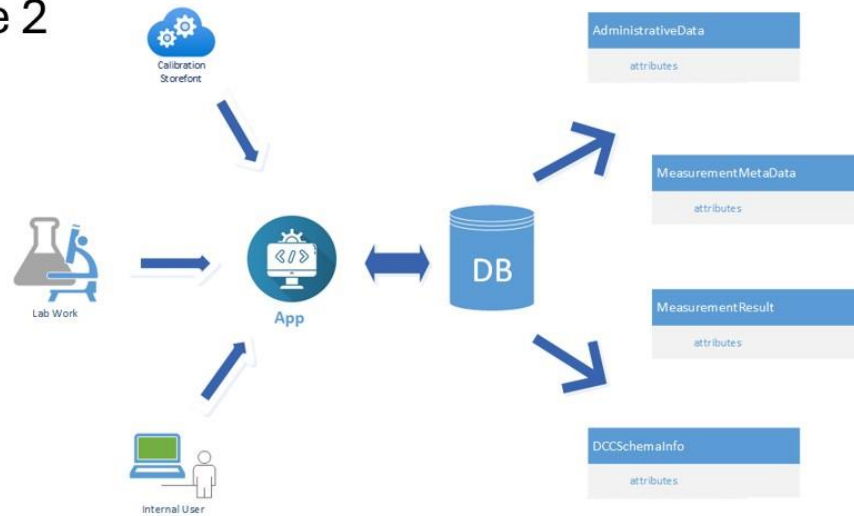 e 2
Calibration
Storefont
AdministrativeData
attributes
MeasurementMetaData
attributes
Lab Work
</>
App
DB
MeasurementResult
attributes
DCCSchemaInfo
attributes
Internal User